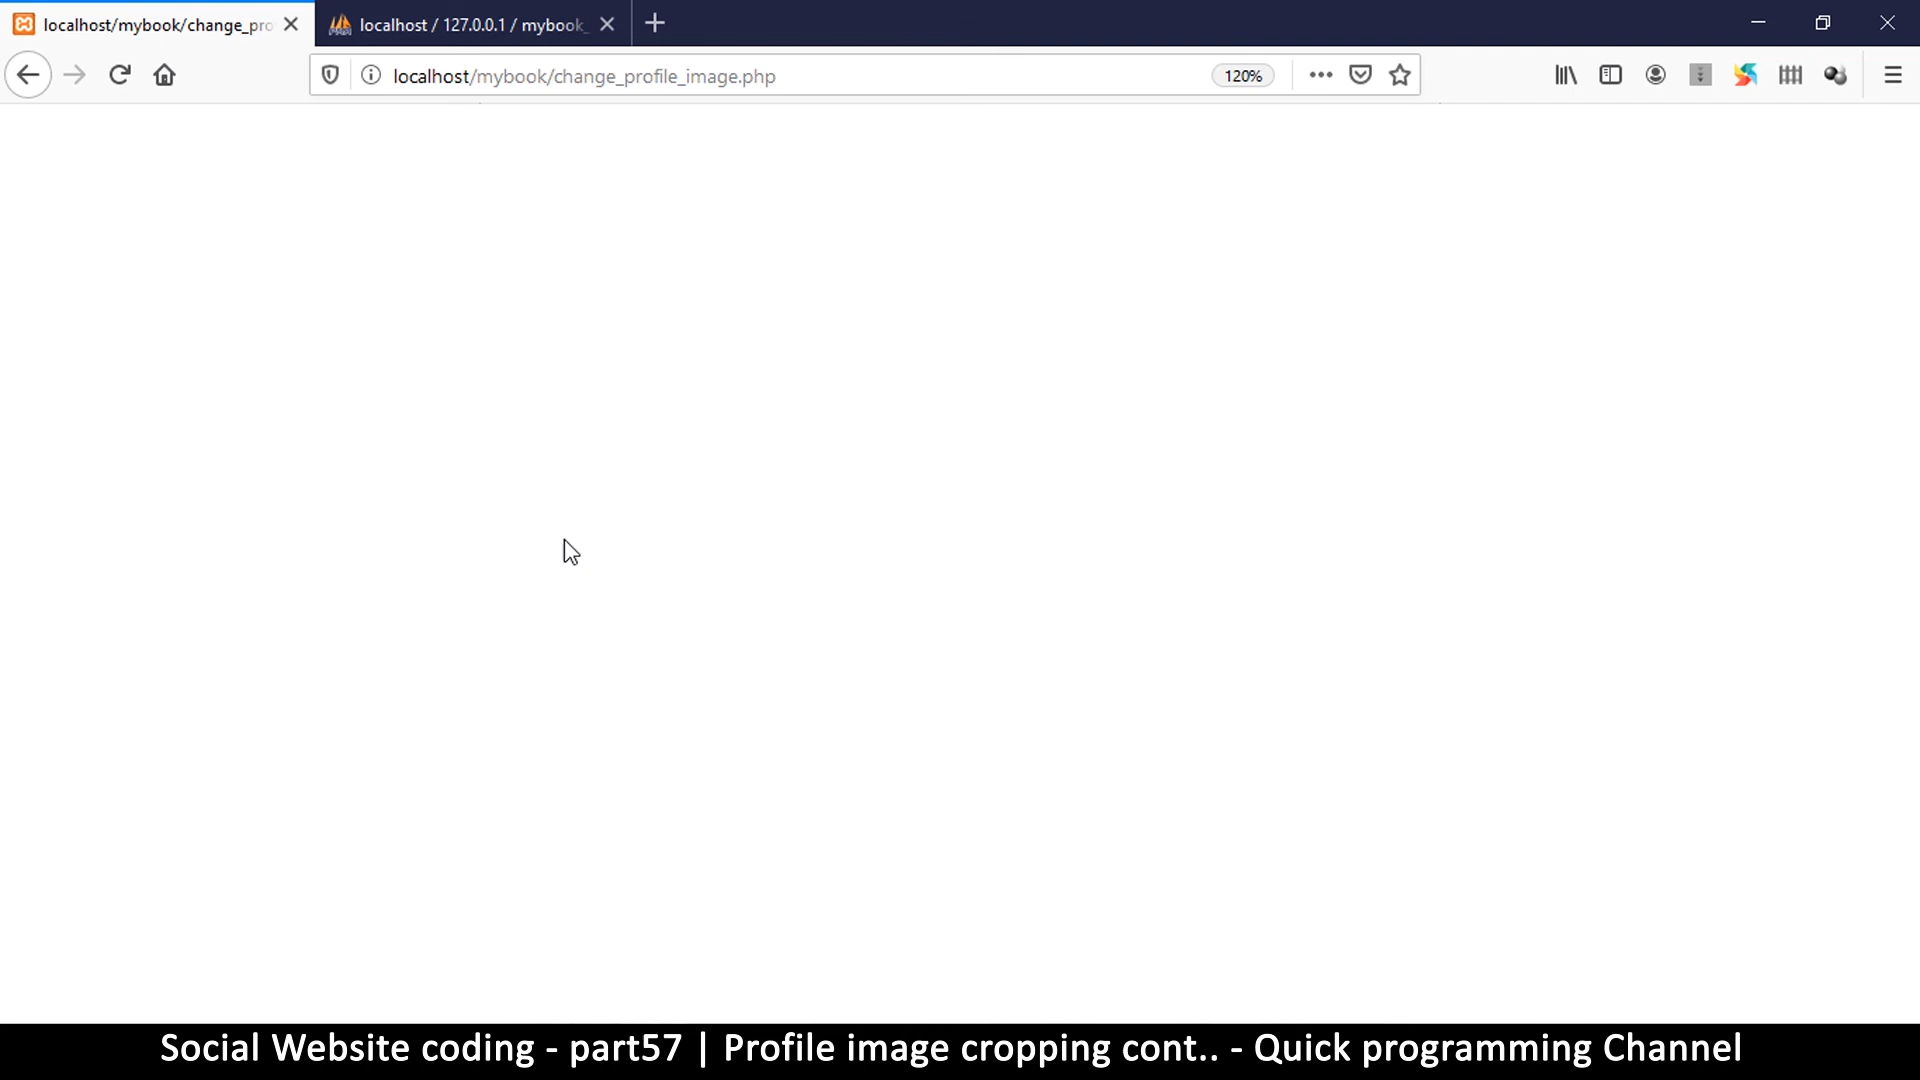 localhost/mybook/change_pro
localhost / 127.0.0.1 / mybook_
localhost/mybook/change_profile_image.php
120%
Social Website coding - part57 | Profile image cropping cont.. - Quick programming Channel